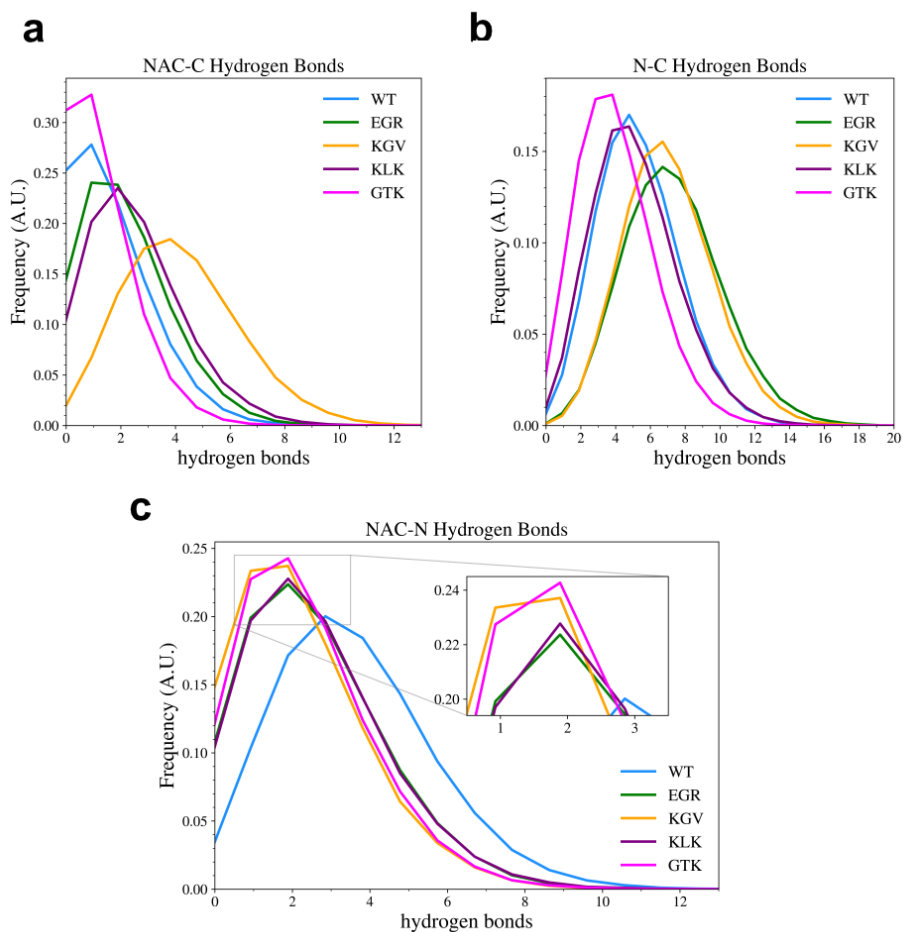 a
NAC-C Hydrogen Bonds
Frequency (A.U.)
0.30
0.25
0.20
0.15
0.10
0.05
0.00
0 2 4 6 8 10 12
hydrogen bonds
WT
EGR
KGV
KLK
GTK
b
N-C Hydrogen Bonds
Frequency (A.U.)
0.15
0.10
0.05
0.00
0 2 4 6 8 10 12 14 16 18 20
hydrogen bonds
WT
EGR
KGV
KLK
GTK
c
NAC-N Hydrogen Bonds
Frequency (A.U.)
0.25
0.20
0.15
0.10
0.05
0.00
0 2 4 6 8 10 12
hydrogen bonds
0.24
0.22
0.20
1 2 3
WT
EGR
KGV
KLK
GTK